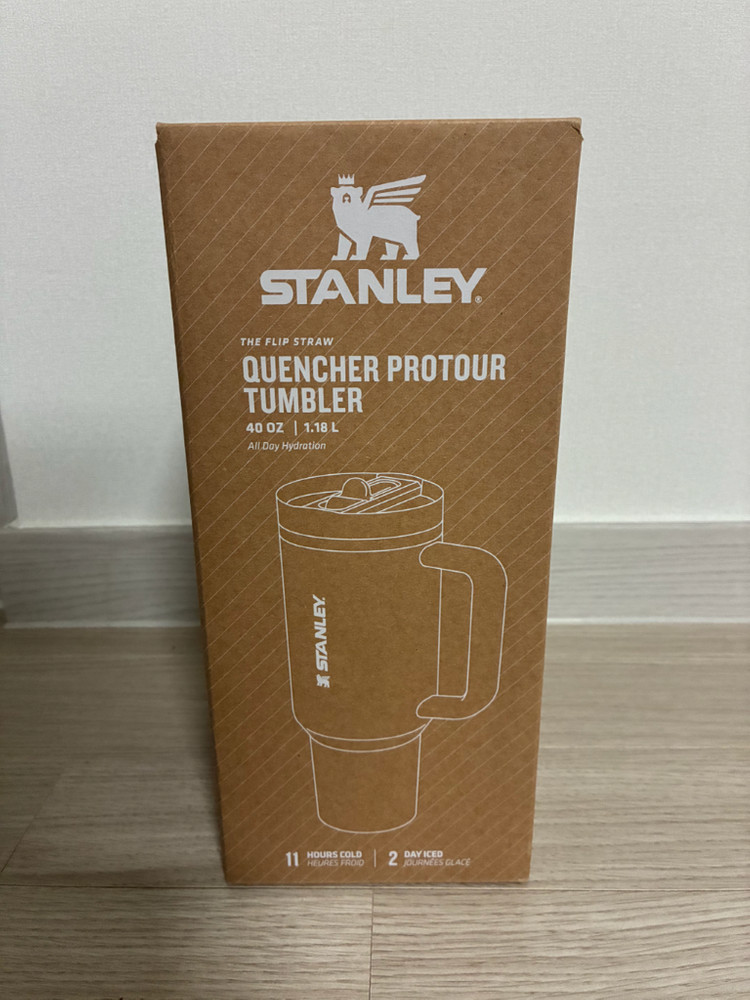 STANLEY®
THE FLIP STRAW
QUENCHER PROTOUR
TUMBLER
40 OZ | 1.18 L
All Day Hydration
STANLEY.
11 HOURS COLD | 2 DAY ICED
HEURES FROID JOURNÉES GLACÉ